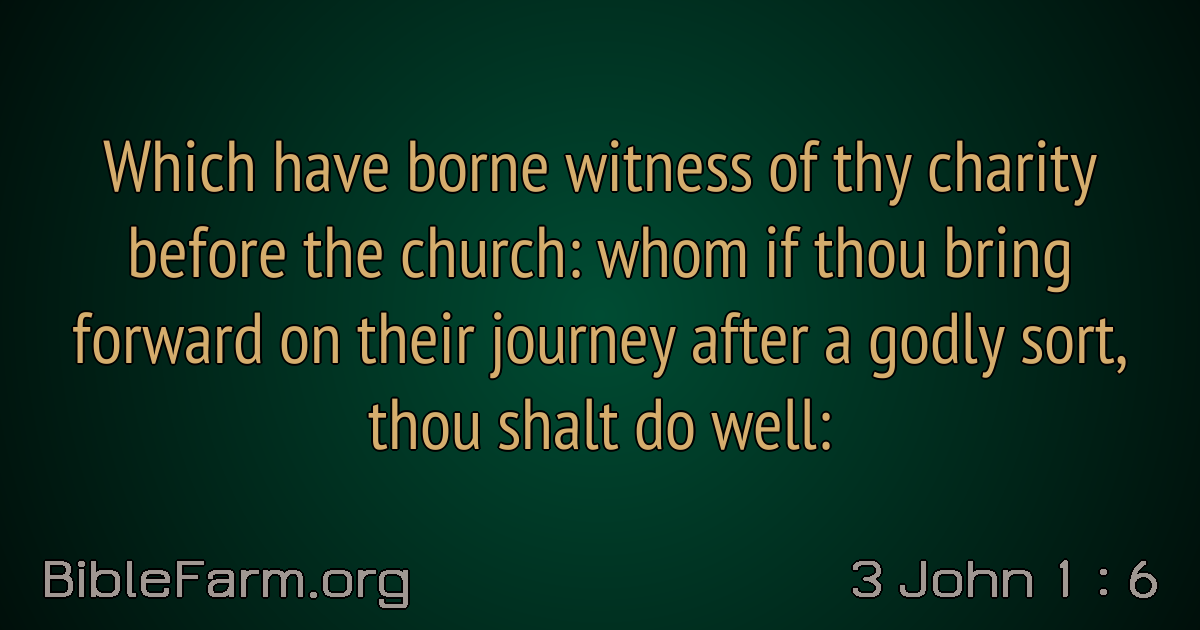 Which have borne witness of thy charity
before the church: whom if thou bring
forward on their journey after a godly sort,
thou shalt do well:
BibleFarm.org
3 John 1 : 6